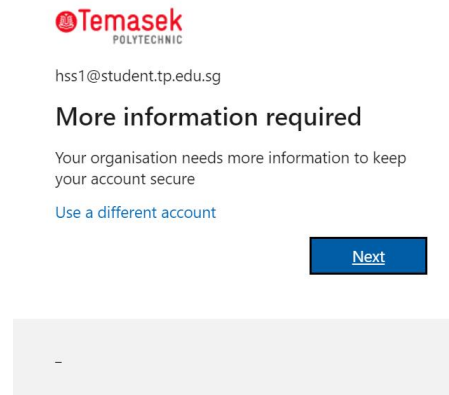 Temasek
POLYTECHNIC
hss1@student.tp.edu.sg
More information required
Your organisation needs more information to keep
your account secure
Use a different account
Next